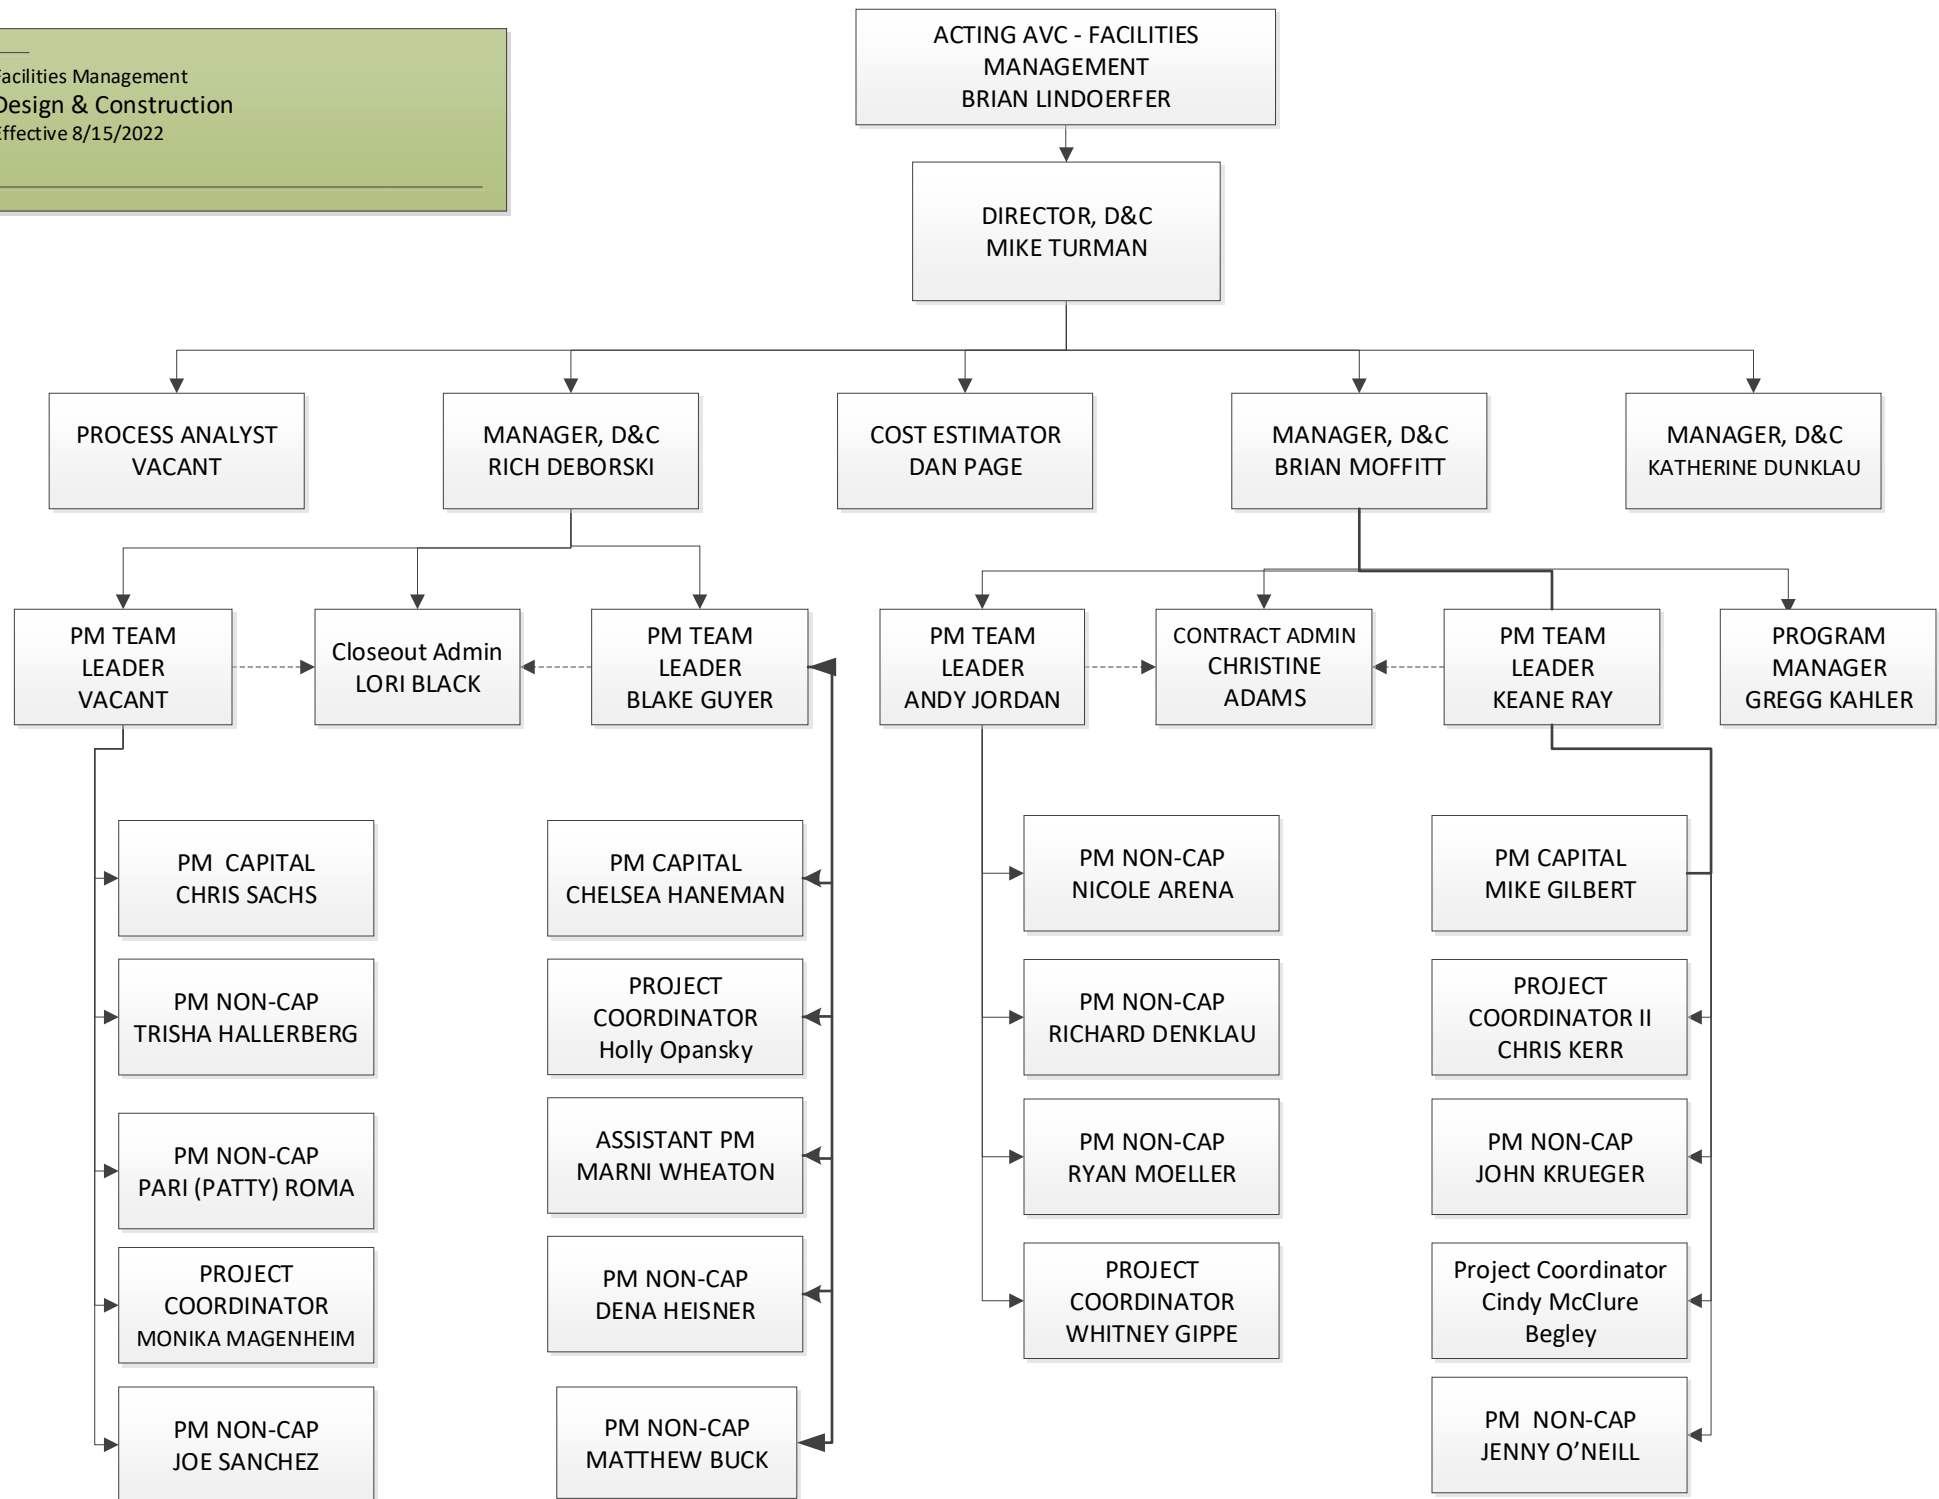 Facilities Management
Design & Construction
Effective 8/15/2022
ACTING AVC - FACILITIES
MANAGEMENT
BRIAN LINDOERFER
DIRECTOR, D&C
MIKE TURMAN
PROCESS ANALYST
VACANT
MANAGER, D&C
RICH DEBORSKI
COST ESTIMATOR
DAN PAGE
MANAGER, D&C
BRIAN MOFFITT
MANAGER, D&C
KATHERINE DUNKLAU
PM TEAM
LEADER
VACANT
Closeout Admin
LORI BLACK
PM TEAM
LEADER
BLAKE GUYER
PM TEAM
LEADER
ANDY JORDAN
CONTRACT ADMIN
CHRISTINE
ADAMS
PM TEAM
LEADER
KEANE RAY
PROGRAM
MANAGER
GREGG KAHLER
PM  CAPITAL
CHRIS SACHS
PM NON-CAP
TRISHA HALLERBERG
PM NON-CAP
PARI (PATTY) ROMA
PROJECT
COORDINATOR
MONIKA MAGENHEIM
PM NON-CAP
JOE SANCHEZ
PM CAPITAL
CHELSEA HANEMAN
PROJECT
COORDINATOR
Holly Opansky
ASSISTANT PM
MARNI WHEATON
PM NON-CAP
DENA HEISNER
PM NON-CAP
MATTHEW BUCK
PM NON-CAP
NICOLE ARENA
PM NON-CAP
RICHARD DENKLAU
PM NON-CAP
RYAN MOELLER
PROJECT
COORDINATOR
WHITNEY GIPPE
PM CAPITAL
MIKE GILBERT
PROJECT
COORDINATOR II
CHRIS KERR
PM NON-CAP
JOHN KRUEGER
Project Coordinator
Cindy McClure
Begley
PM  NON-CAP
JENNY O’NEILL